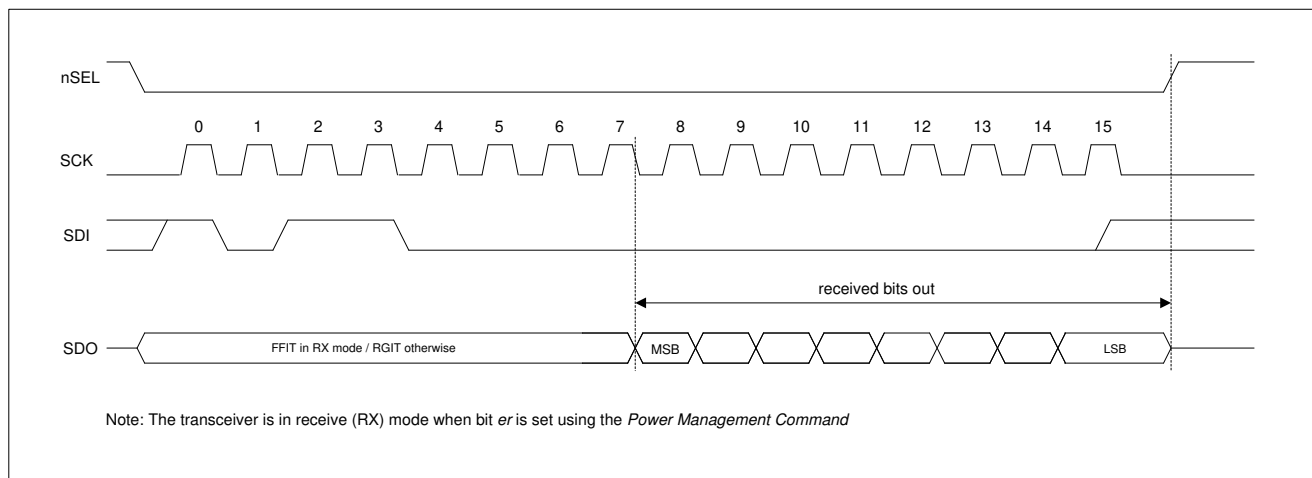 nSEL
0 1 2 3 4 5 6 7 8 9 10 11 12 13 14 15
SCK
SDI
received bits out
SDO
FFIT in RX mode / RGIT otherwise
MSB
LSB
Note: The transceiver is in receive (RX) mode when bit er is set using the Power Management Command